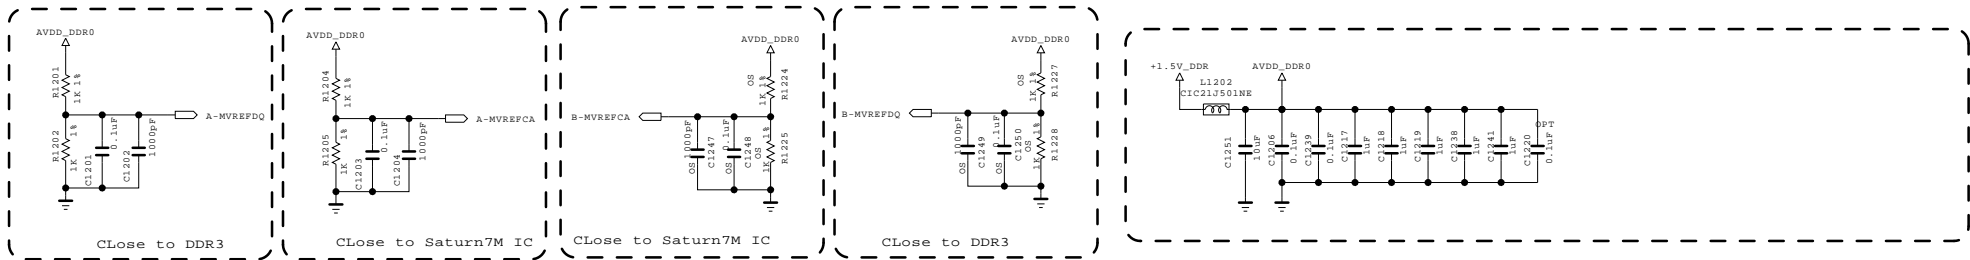 AVDD_DDR0
R1201
1K 1%
R1202
1K 1%
C1201
0.1uF
C1202
1000pF
A-MVREFDQ
CLose to DDR3
AVDD_DDR0
R1204
1K 1%
R1205
1K 1%
C1203
0.1uF
C1204
1000pF
A-MVREFCA
CLose to Saturn7M IC
AVDD_DDR0
OS
1K 1%
R1224
B-MVREFCA
OS 1000pF
C1247
OS 0.1uF
C1248
OS
1K 1%
R1225
CLose to Saturn7M IC
AVDD_DDR0
OS
1K 1%
R1227
B-MVREFDQ
OS 1000pF
C1249
OS 0.1uF
C1250
OS
1K 1%
R1228
CLose to DDR3
+1.5V_DDR
AVDD_DDR0
L1202
CIC21J501NE
C1251
10uF
C1206
0.1uF
C1239
0.1uF
C1217
1uF
C1218
1uF
C1219
1uF
C1238
1uF
C1241
1uF
OPT
C1220
0.1uF